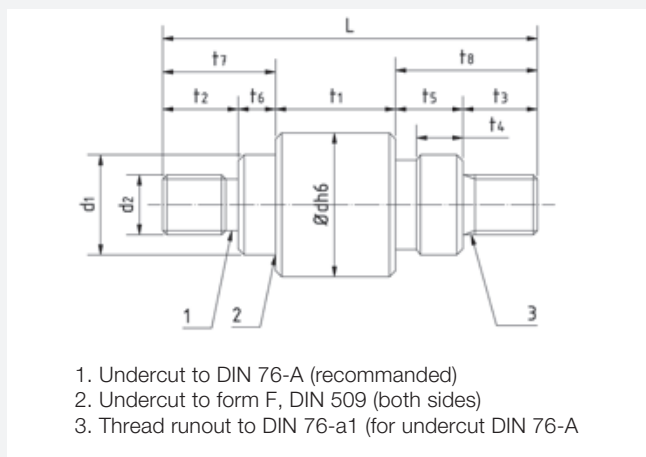 L
t7
t8
t2 t6 t1 t5 t3
t4
d1
d2
Ødh6
1 2 3
1. Undercut to DIN 76-A (recommanded)
2. Undercut to form F, DIN 509 (both sides)
3. Thread runout to DIN 76-a1 (for undercut DIN 76-A